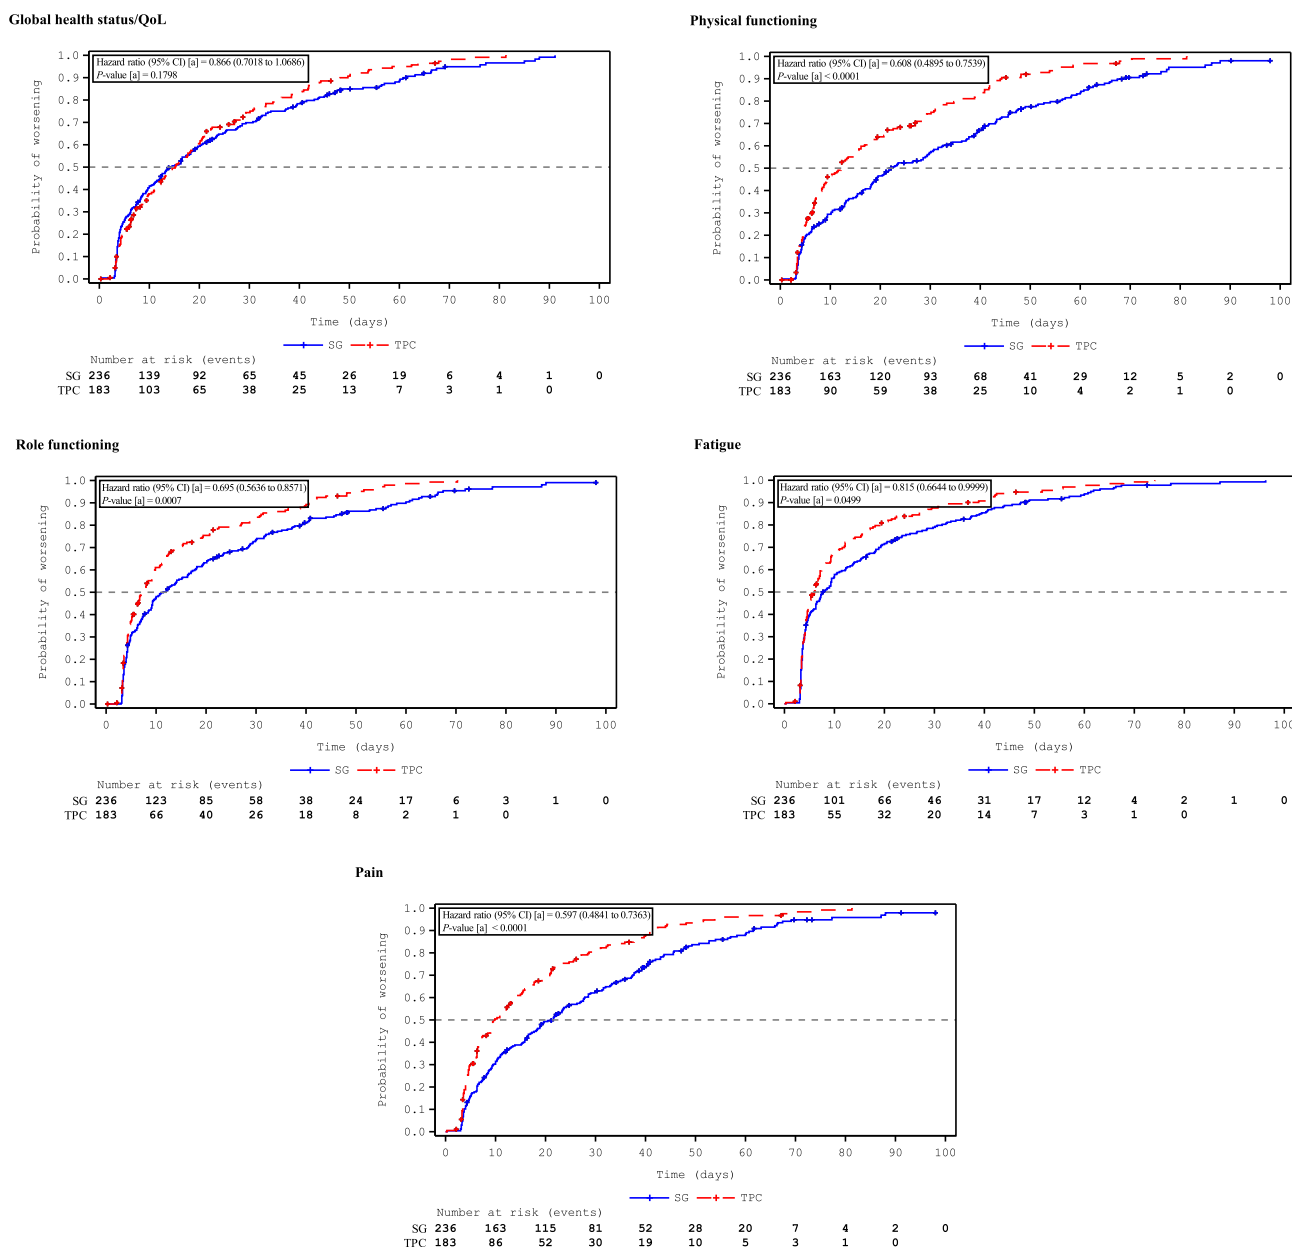 Global health status/QoL
Hazard ratio (95% CI) [a] = 0.866 (0.7018 to 1.0686)
P-value [a] = 0.1798
Probability of worsening
1.0
0.9
0.8
0.7
0.6
0.5
0.4
0.3
0.2
0.1
0.0
0 10 20 30 40 50 60 70 80 90 100
Time (days)
SG TPC
Number at risk (events)
SG 236 139 92 65 45 26 19 6 4 1 0
TPC 183 103 65 38 25 13 7 3 1 0
Physical functioning
Hazard ratio (95% CI) [a] = 0.608 (0.4895 to 0.7539)
P-value [a] < 0.0001
Probability of worsening
1.0
0.9
0.8
0.7
0.6
0.5
0.4
0.3
0.2
0.1
0.0
0 10 20 30 40 50 60 70 80 90 100
Time (days)
SG TPC
Number at risk (events)
SG 236 163 120 93 68 41 29 12 5 2 0
TPC 183 90 59 38 25 10 4 2 1 0
Role functioning
Hazard ratio (95% CI) [a] = 0.695 (0.5636 to 0.8571)
P-value [a] = 0.0007
Probability of worsening
1.0
0.9
0.8
0.7
0.6
0.5
0.4
0.3
0.2
0.1
0.0
0 10 20 30 40 50 60 70 80 90 100
Time (days)
SG TPC
Number at risk (events)
SG 236 123 85 58 38 24 17 6 3 1 0
TPC 183 66 40 26 18 8 2 1 0
Fatigue
Hazard ratio (95% CI) [a] = 0.815 (0.6644 to 0.9999)
P-value [a] = 0.0499
Probability of worsening
1.0
0.9
0.8
0.7
0.6
0.5
0.4
0.3
0.2
0.1
0.0
0 10 20 30 40 50 60 70 80 90 100
Time (days)
SG TPC
Number at risk (events)
SG 236 101 66 46 31 17 12 4 2 1 0
TPC 183 55 32 20 14 7 3 1 0
Pain
Hazard ratio (95% CI) [a] = 0.597 (0.4841 to 0.7363)
P-value [a] < 0.0001
Probability of worsening
1.0
0.9
0.8
0.7
0.6
0.5
0.4
0.3
0.2
0.1
0.0
0 10 20 30 40 50 60 70 80 90 100
Time (days)
SG TPC
Number at risk (events)
SG 236 163 115 81 52 28 20 7 4 2 0
TPC 183 86 52 30 19 10 5 3 1 0